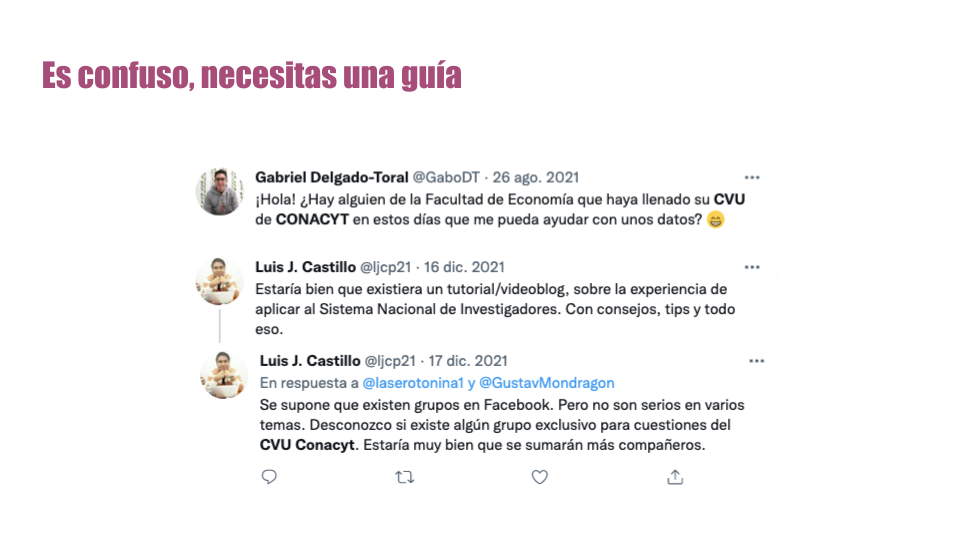 Es confuso, necesitas una guía
Gabriel Delgado-Toral @GaboDT · 26 ago. 2021
¡Hola! ¿Hay alguien de la Facultad de Economía que haya llenado su CVU
de CONACYT en estos días que me pueda ayudar con unos datos? 😁
Luis J. Castillo @ljcp21 · 16 dic. 2021
Estaría bien que existiera un tutorial/videoblog, sobre la experiencia de
aplicar al Sistema Nacional de Investigadores. Con consejos, tips y todo
eso.
Luis J. Castillo @ljcp21 · 17 dic. 2021
En respuesta a @laserotonina1 y @GustavMondragon
Se supone que existen grupos en Facebook. Pero no son serios en varios
temas. Desconozco si existe algún grupo exclusivo para cuestiones del
CVU Conacyt. Estaría muy bien que se sumarán más compañeros.